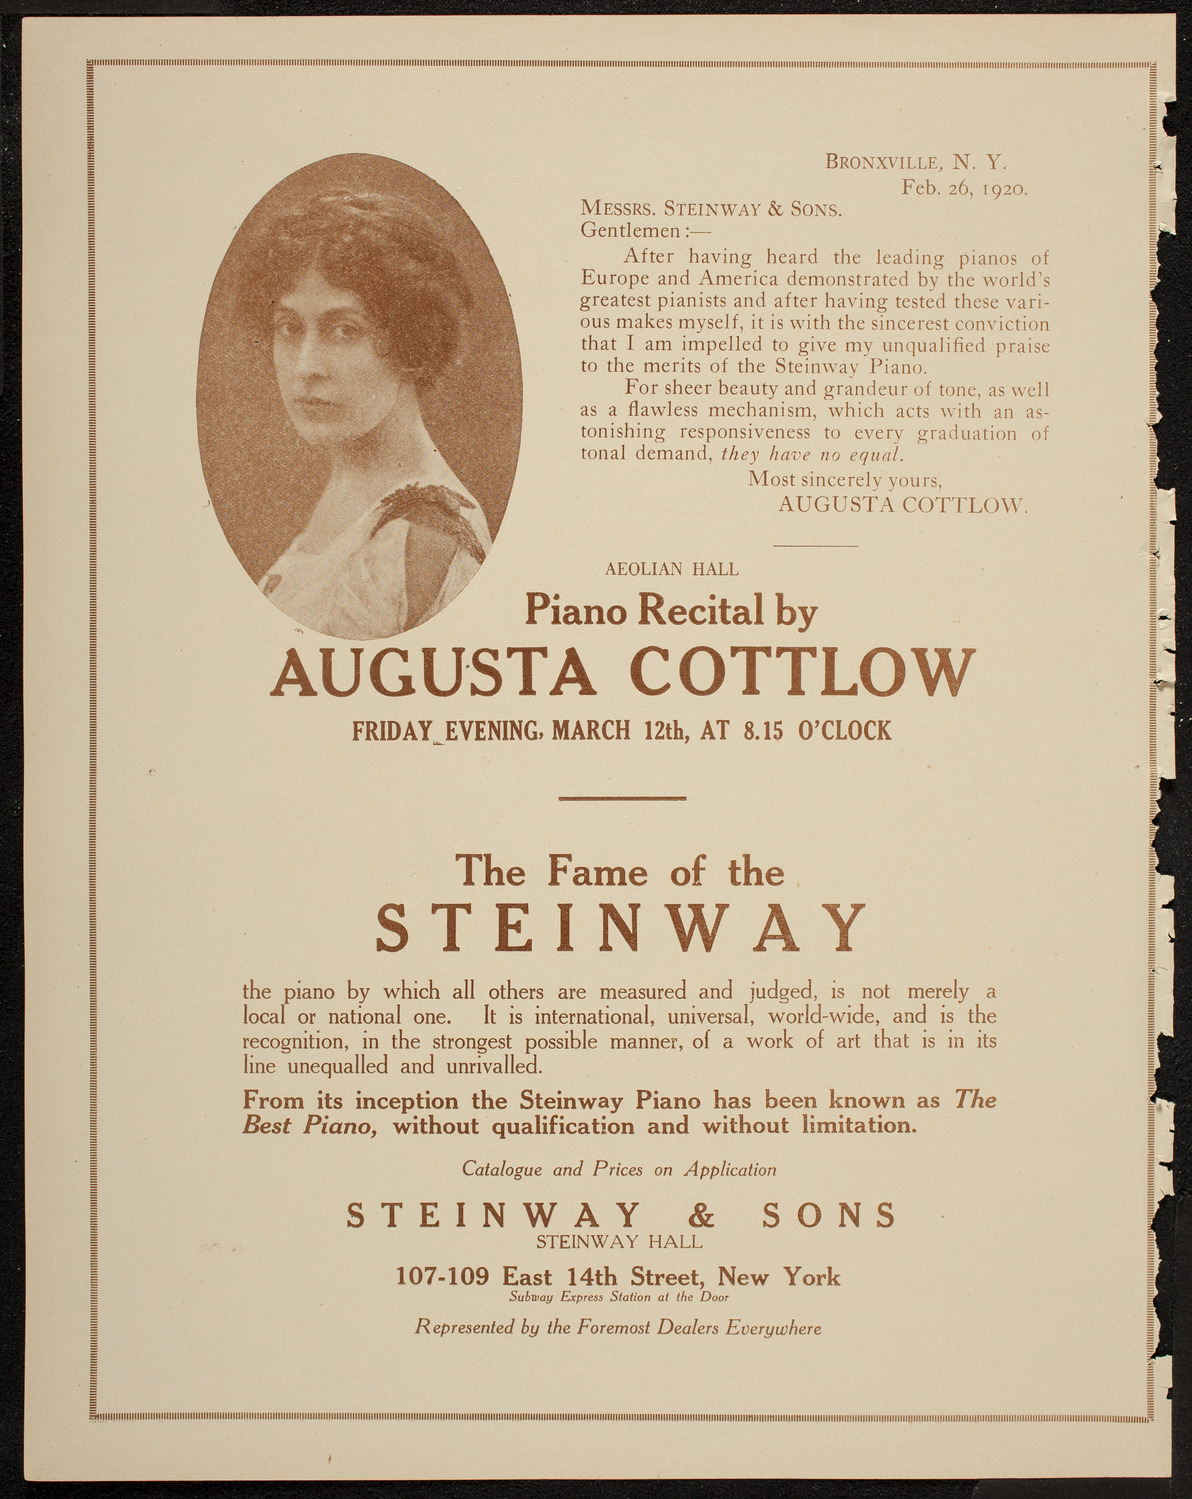 BRONXVILLE, N. Y.
Feb. 26, 1920.
MESSRS. STEINWAY & SONS.
Gentlemen :—
After having heard the leading pianos of
Europe and America demonstrated by the world's
greatest pianists and after having tested these vari-
ous makes myself, it is with the sincerest conviction
that I am impelled to give my unqualified praise
to the merits of the Steinway Piano.
For sheer beauty and grandeur of tone, as well
as a flawless mechanism, which acts with an as-
tonishing responsiveness to every graduation of
tonal demand, they have no equal.
Most sincerely yours,
AUGUSTA COTTLOW.
AEOLIAN HALL
Piano Recital by
AUGUSTA COTTLOW
FRIDAY EVENING, MARCH 12th, AT 8.15 O'CLOCK
The Fame of the
STEINWAY
the piano by which all others are measured and judged, is not merely a
local or national one. It is international, universal, world-wide, and is the
recognition, in the strongest possible manner, of a work of art that is in its
line unequalled and unrivalled.
From its inception the Steinway Piano has been known as The
Best Piano, without qualification and without limitation.
Catalogue and Prices on Application
STEINWAY & SONS
STEINWAY HALL
107-109 East 14th Street, New York
Subway Express Station at the Door
Represented by the Foremost Dealers Everywhere